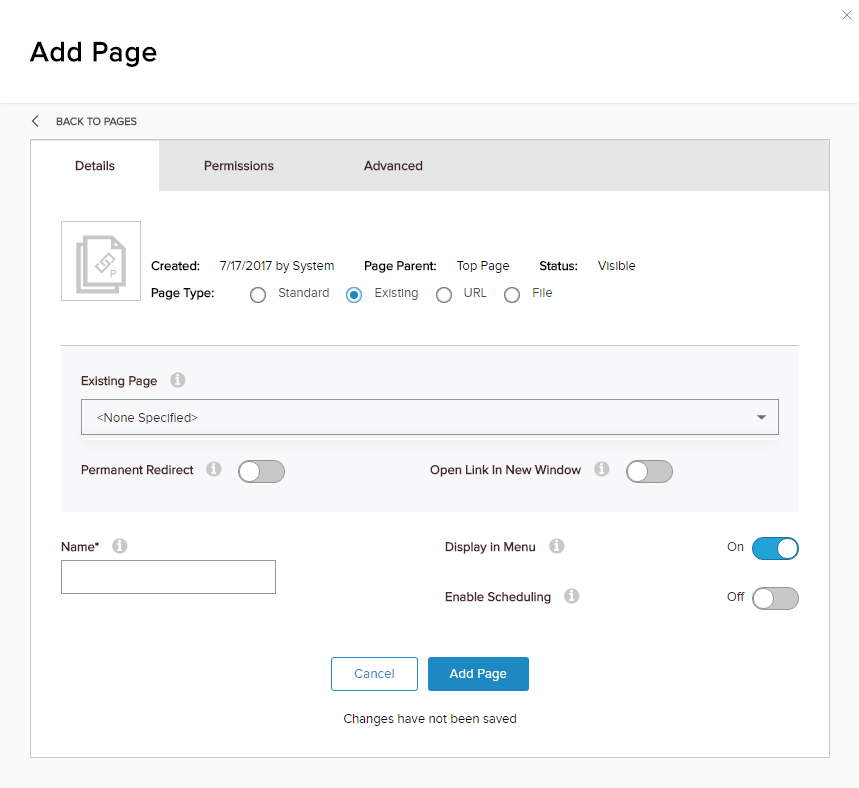 Add Page
BACK TO PAGES
Details Permissions Advanced
Created: 7/17/2017 by System Page Parent: Top Page Status: Visible
Page Type: Standard Existing URL File
Existing Page
<None Specified>
Permanent Redirect Open Link In New Window
Name* Display in Menu On
Enable Scheduling Off
Cancel Add Page
Changes have not been saved